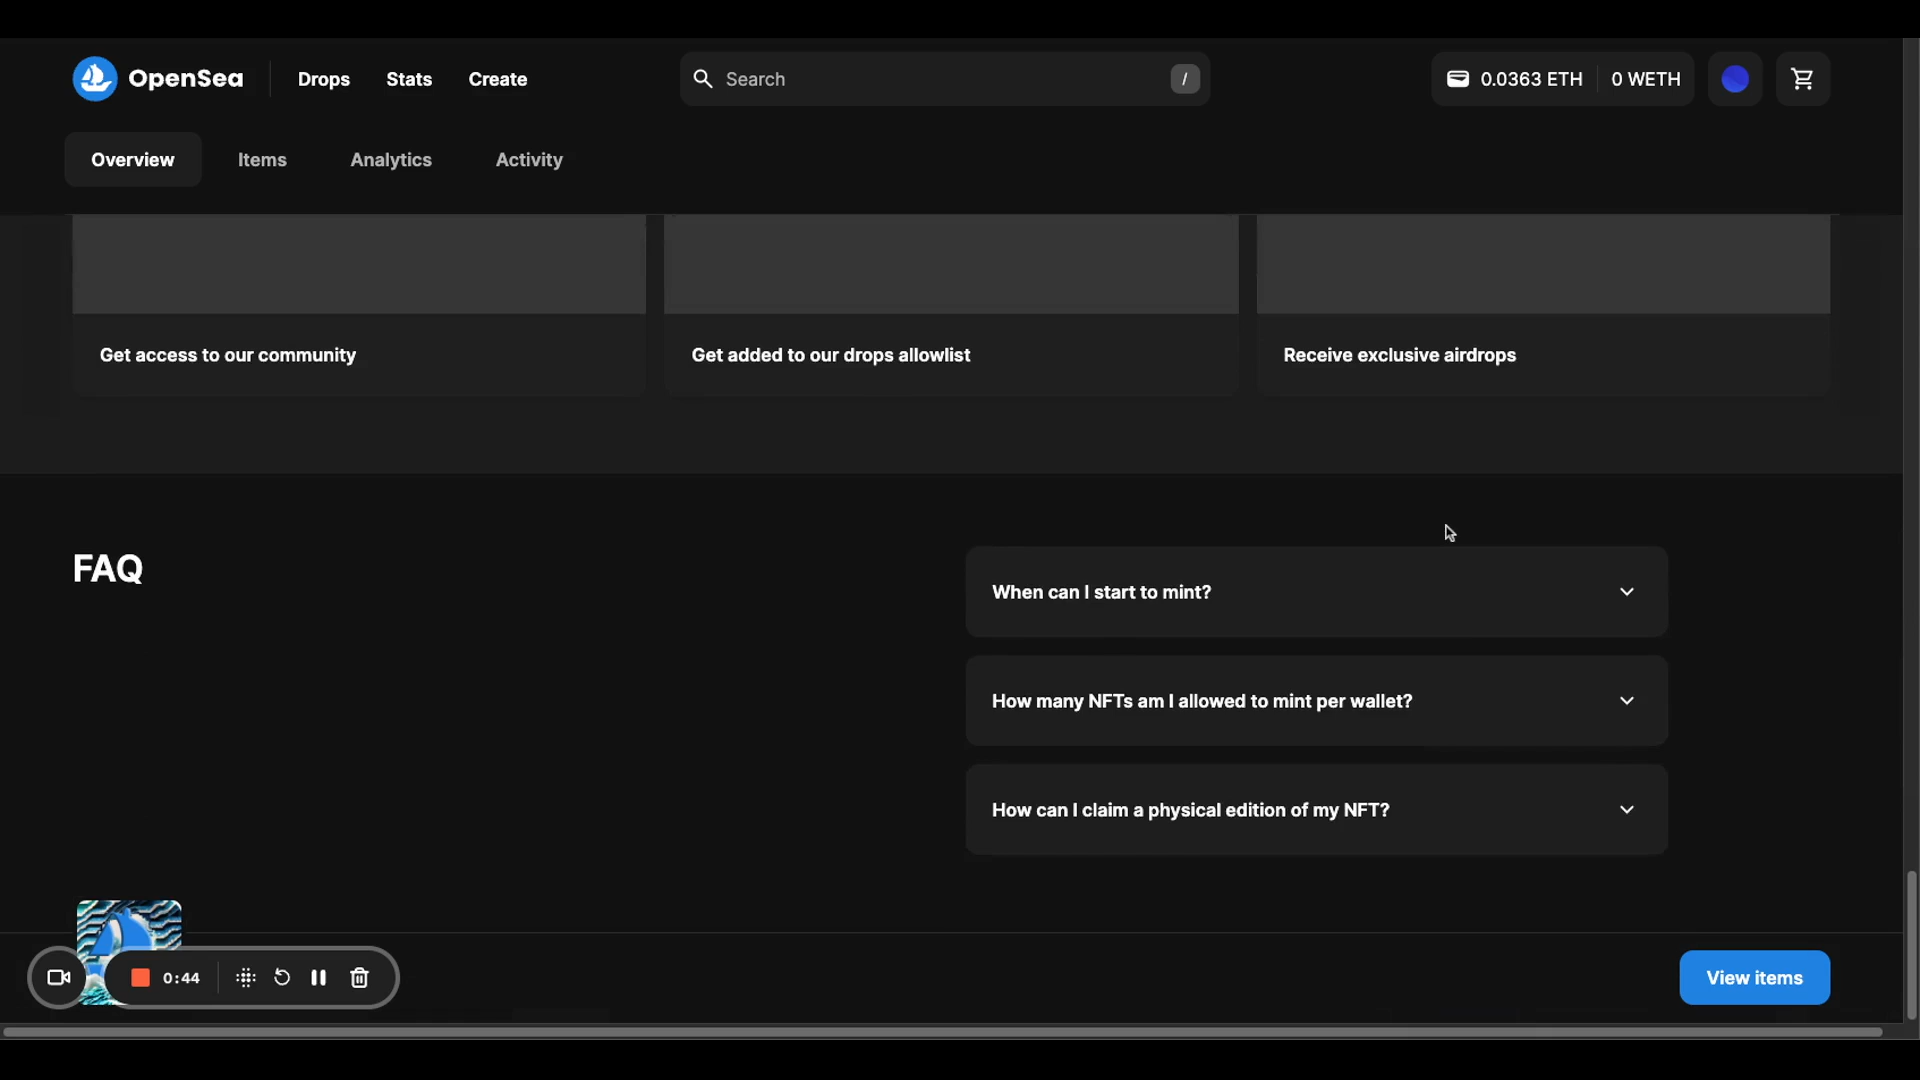 OpenSea
Drops
Stats
Create
Search
/
0.0363 ETH
0 WETH
Overview
Items
Analytics
Activity
Get access to our community
Get added to our drops allowlist
Receive exclusive airdrops
FAQ
When can I start to mint?
How many NFTs am I allowed to mint per wallet?
How can I claim a physical edition of my NFT?
0:44
View items